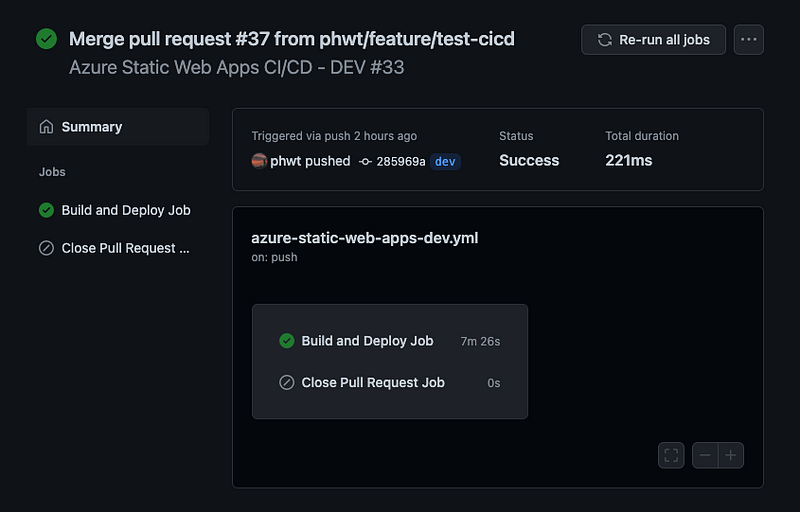 Merge pull request #37 from phwt/feature/test-cicd
Re-run all jobs
Azure Static Web Apps CI/CD - DEV #33
Summary
Jobs
Build and Deploy Job
Close Pull Request ...
Triggered via push 2 hours ago
phwt pushed 285969a dev
Status
Success
Total duration
221ms
azure-static-web-apps-dev.yml
on: push
Build and Deploy Job 7m 26s
Close Pull Request Job 0s